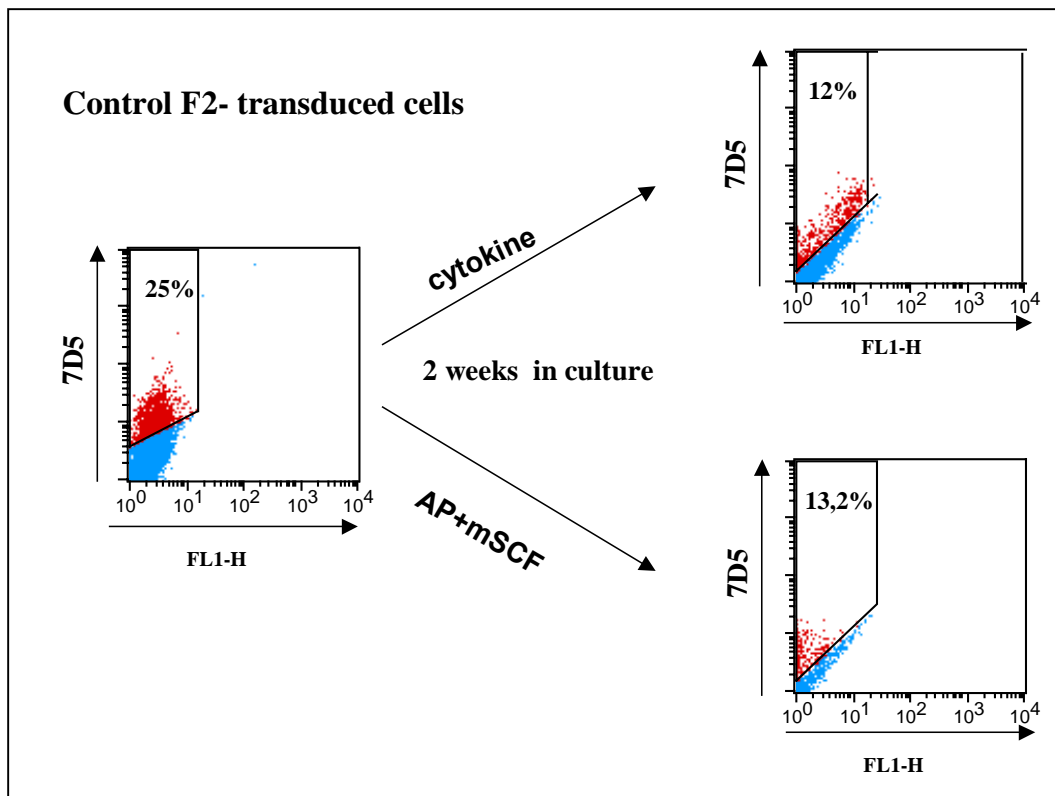 Control F2- transduced cells
7D5
25%
10^0 10^1 10^2 10^3 10^4
FL1-H
cytokine
2 weeks in culture
AP+mSCF
7D5
12%
10^0 10^1 10^2 10^3 10^4
FL1-H
7D5
13,2%
10^0 10^1 10^2 10^3 10^4
FL1-H